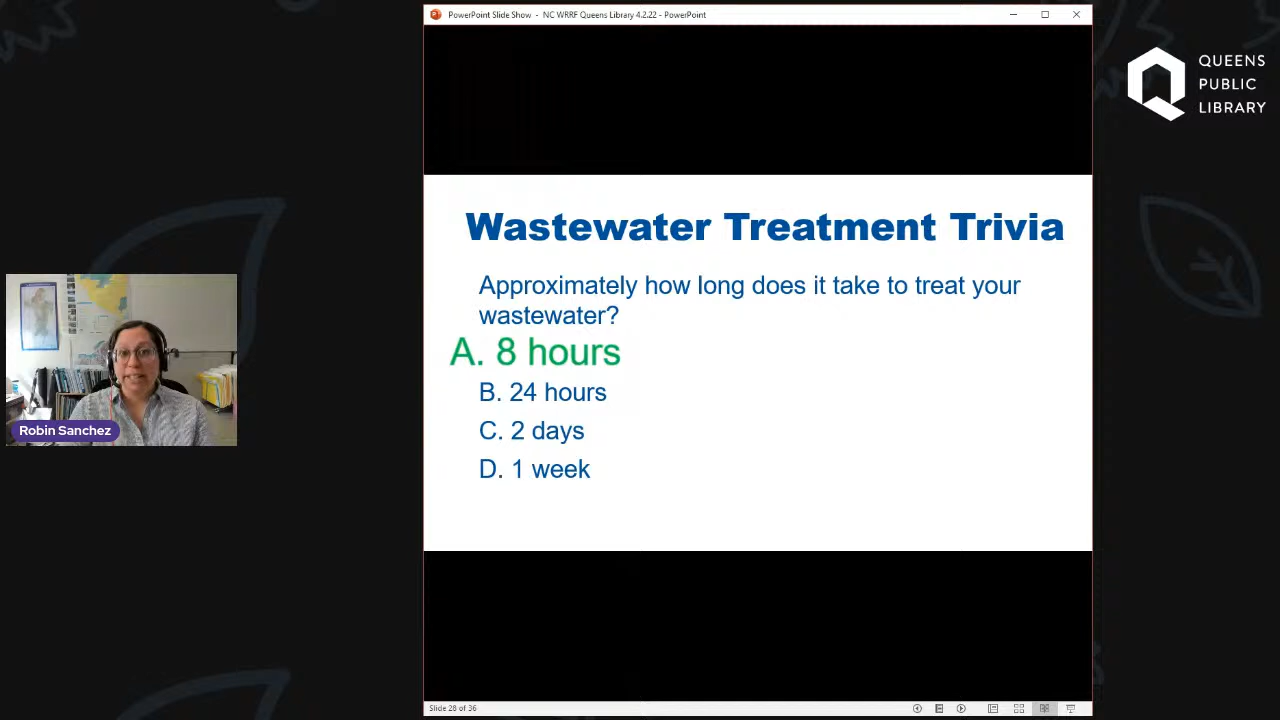 PowerPoint Slide Show - NC WRRF Queens Library 4.2.22 - PowerPoint
QUEENS
PUBLIC
LIBRARY
Wastewater Treatment Trivia
Approximately how long does it take to treat your
wastewater?
A. 8 hours
B. 24 hours
C. 2 days
D. 1 week
Robin Sanchez
Slide 28 of 36